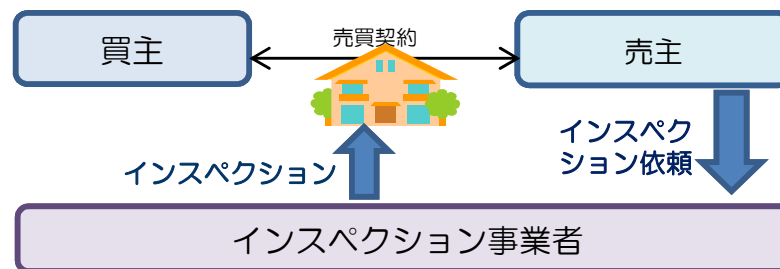 買主
売買契約
売主
インスペクション
インスペク
ション依頼
インスペクション事業者